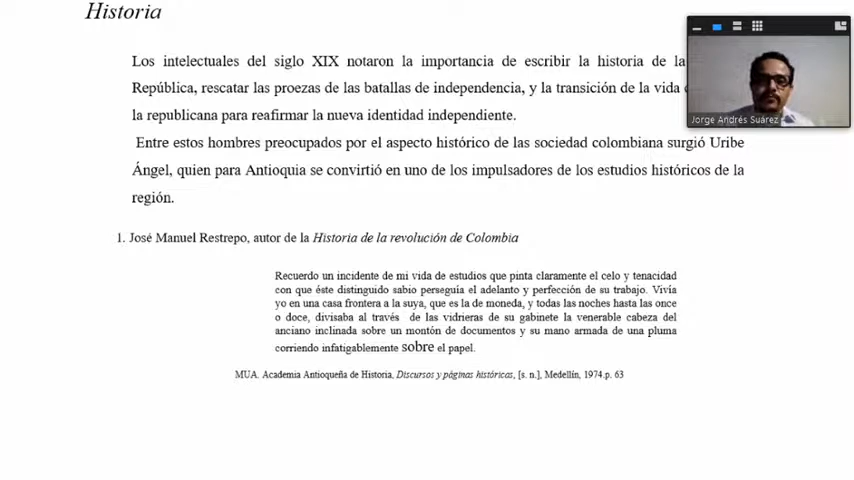 Historia
Los intelectuales del siglo XIX notaron la importancia de escribir la historia de la
República, rescatar las proezas de las batallas de independencia, y la transición de la vida
la republicana para reafirmar la nueva identidad independiente.
Entre estos hombres preocupados por el aspecto histórico de las sociedad colombiana surgió Uribe
Ángel, quien para Antioquia se convirtió en uno de los impulsadores de los estudios históricos de la
región.
1. José Manuel Restrepo, autor de la Historia de la revolución de Colombia
Recuerdo un incidente de mi vida de estudios que pinta claramente el celo y tenacidad
con que éste distinguido sabio perseguía el adelanto y perfección de su trabajo. Vivía
yo en una casa frontera a la suya, que es la de moneda, y todas las noches hasta las once
o doce, divisaba al través de las vidrieras de su gabinete la venerable cabeza del
anciano inclinada sobre un montón de documentos y su mano armada de una pluma
corriendo infatigablemente sobre el papel.
MUA. Academia Antioqueña de Historia, Discursos y páginas históricas, [s. n.], Medellín, 1974.p. 63
Jorge Andrés Suárez